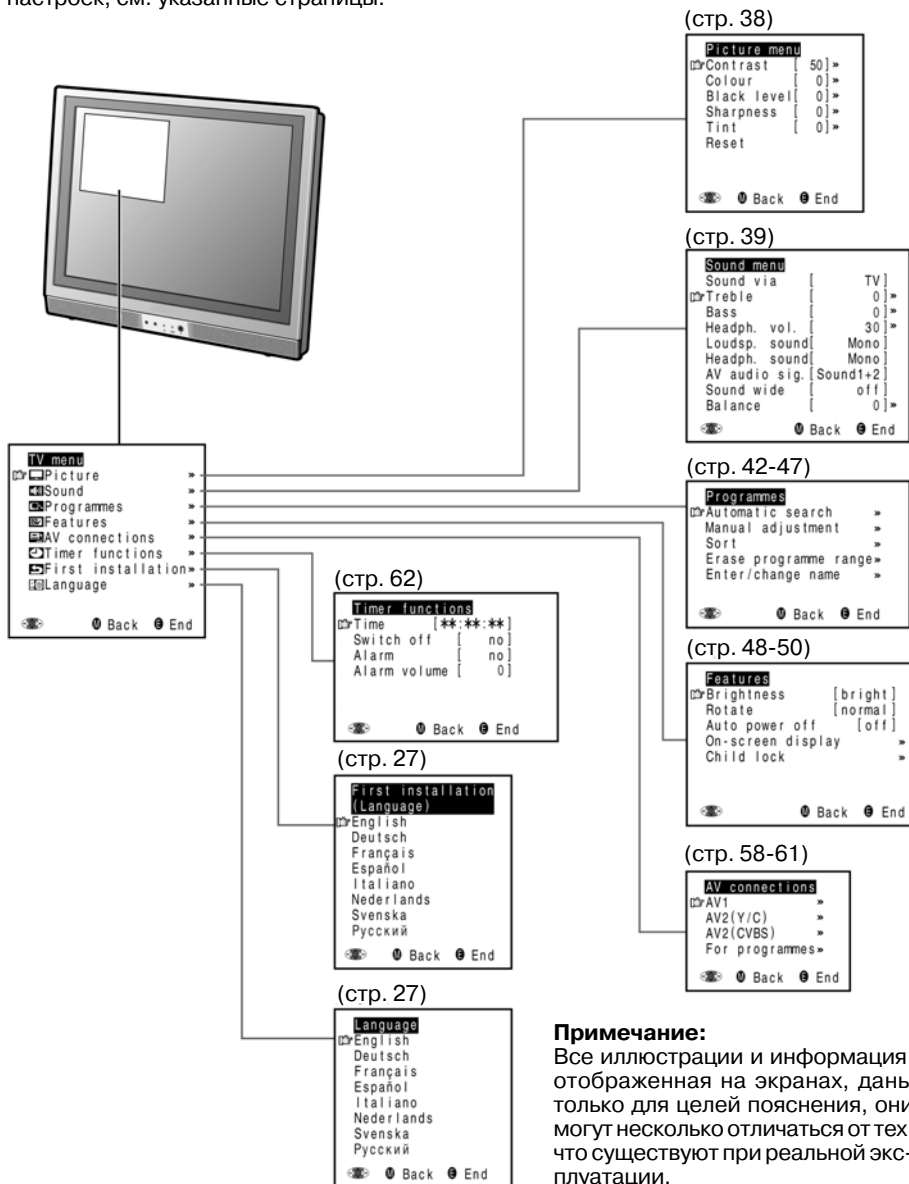 настроек, см. указанные страницы.
(стр. 38)
Picture menu
Contrast [ 50]»
Colour [ 0]»
Black level[ 0]»
Sharpness [ 0]»
Tint [ 0]»
Reset
M Back E End
(стр. 39)
Sound menu
Sound via [ TV]
Treble [ 0]»
Bass [ 0]»
Headph. vol. [ 30]»
Loudsp. sound[ Mono]
Headph. sound[ Mono]
AV audio sig.[Sound1+2]
Sound wide [ off]
Balance [ 0]»
M Back E End
TV menu
Picture »
Sound »
Programmes »
Features »
AV connections »
Timer functions »
First installation»
Language »
M Back E End
(стр. 42-47)
Programmes
Automatic search »
Manual adjustment »
Sort »
Erase programme range»
Enter/change name »
M Back E End
(стр. 62)
Timer functions
Time [**:**:**]
Switch off [ no]
Alarm [ no]
Alarm volume [ 0]
M Back E End
(стр. 48-50)
Features
Brightness [bright]
Rotate [normal]
Auto power off [off]
On-screen display »
Child lock »
M Back E End
(стр. 27)
First installation
(Language)
English
Deutsch
Français
Español
Italiano
Nederlands
Svenska
Русский
M Back E End
(стр. 58-61)
AV connections
AV1 »
AV2(Y/C) »
AV2(CVBS) »
For programmes»
M Back E End
(стр. 27)
Language
English
Deutsch
Français
Español
Italiano
Nederlands
Svenska
Русский
M Back E End
Примечание:
Все иллюстрации и информация
отображенная на экранах, даны
только для целей пояснения, они
могут несколько отличаться от тех
что существуют при реальной экс-
плуатации.